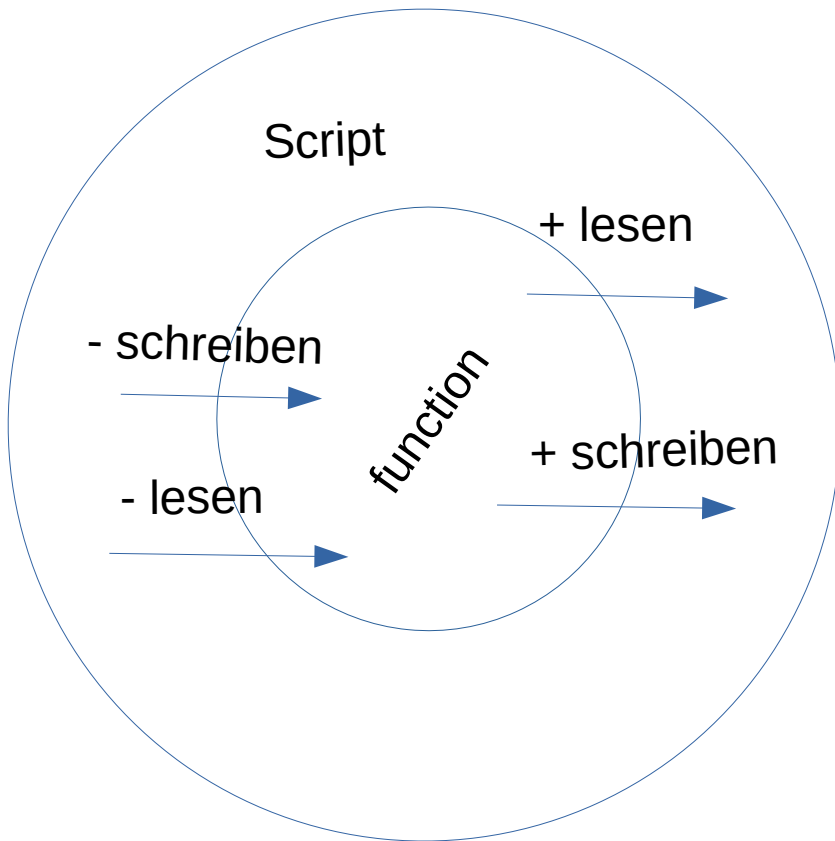 Script
+ lesen
- schreiben
function
+ schreiben
- lesen